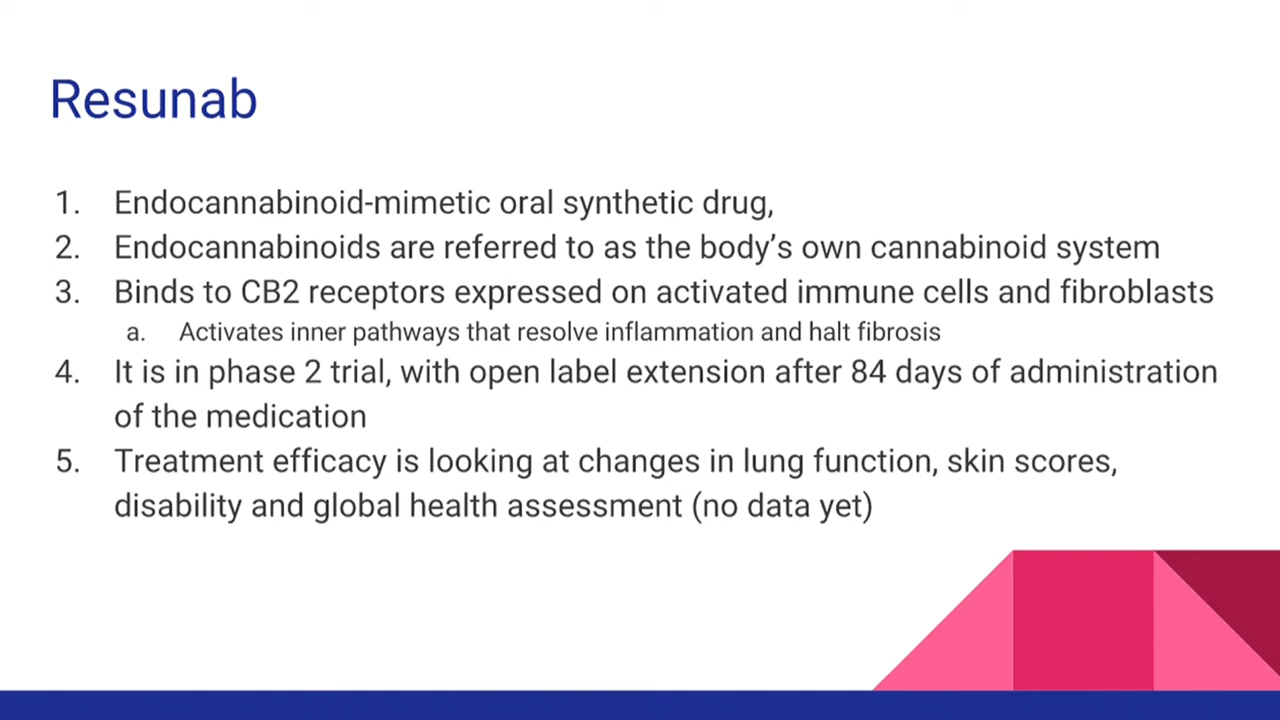 Resunab
1. Endocannabinoid-mimetic oral synthetic drug,
2. Endocannabinoids are referred to as the body’s own cannabinoid system
3. Binds to CB2 receptors expressed on activated immune cells and fibroblasts
a. Activates inner pathways that resolve inflammation and halt fibrosis
4. It is in phase 2 trial, with open label extension after 84 days of administration
of the medication
5. Treatment efficacy is looking at changes in lung function, skin scores,
disability and global health assessment (no data yet)